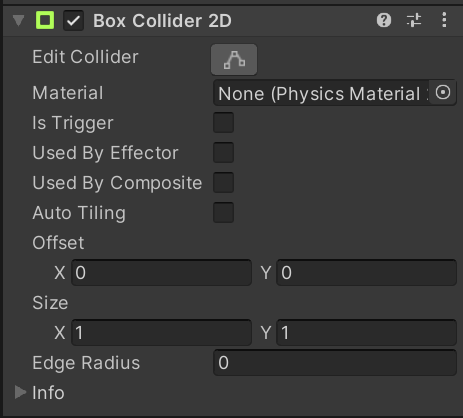 Box Collider 2D
Edit Collider
Material None (Physics Material
Is Trigger
Used By Effector
Used By Composite
Auto Tiling
Offset
X 0 Y 0
Size
X 1 Y 1
Edge Radius 0
Info